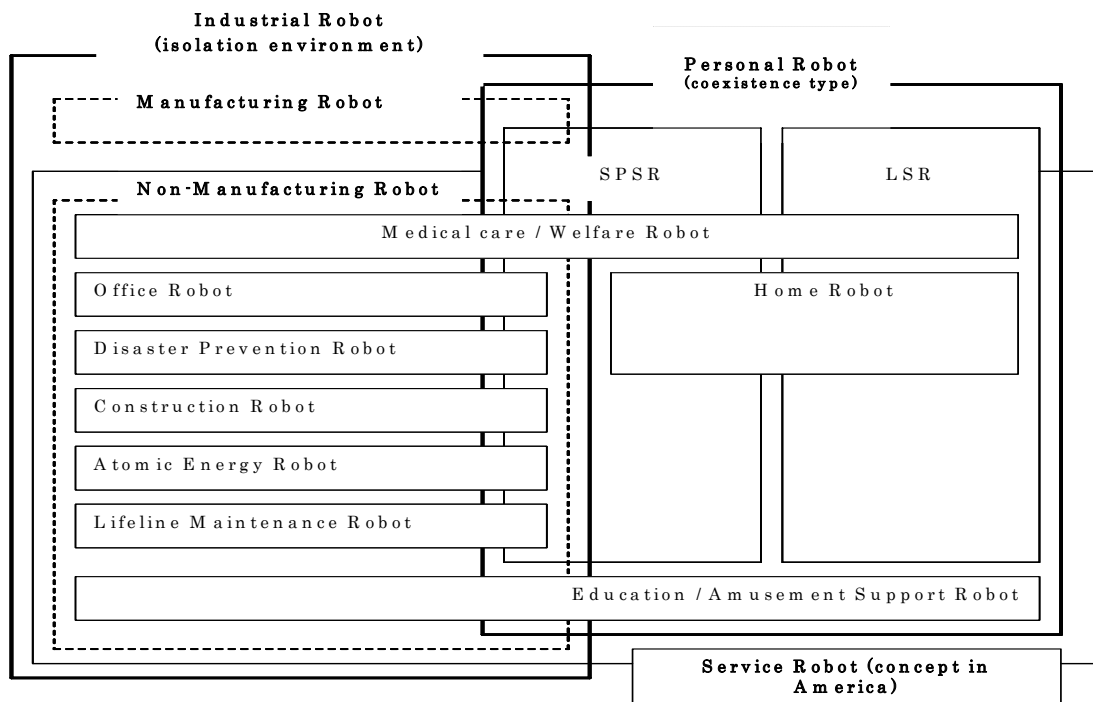 Industrial Robot
(isolation environment)
Personal Robot
(coexistence type)
Manufacturing Robot
SPSR
LSR
Non-Manufacturing Robot
Medical care / Welfare Robot
Office Robot
Home Robot
Disaster Prevention Robot
Construction Robot
Atomic Energy Robot
Lifeline Maintenance Robot
Education / Amusement Support Robot
Service Robot (concept in
America)